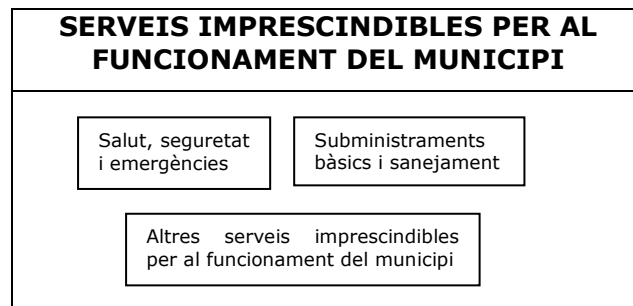 SERVEIS IMPRESCINDIBLES PER AL
FUNCIONAMENT DEL MUNICIPI
Salut, seguretat
i emergències
Subministraments
bàsics i sanejament
Altres serveis imprescindibles
per al funcionament del municipi